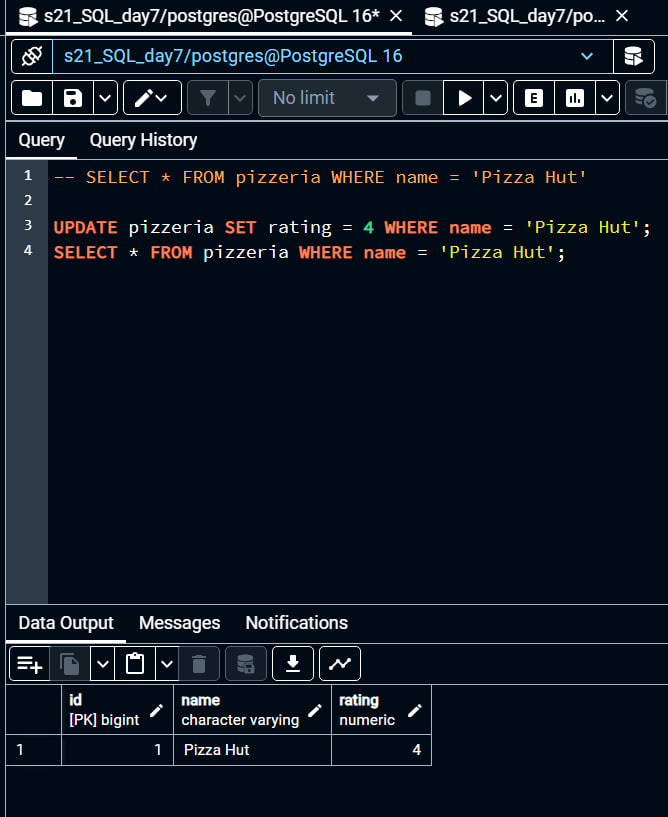 s21_SQL_day7/postgres@PostgreSQL 16* s21_SQL_day7/po...
s21_SQL_day7/postgres@PostgreSQL 16
No limit E
Query Query History
1 -- SELECT * FROM pizzeria WHERE name = 'Pizza Hut'
2
3 UPDATE pizzeria SET rating = 4 WHERE name = 'Pizza Hut';
4 SELECT * FROM pizzeria WHERE name = 'Pizza Hut';
Data Output Messages Notifications
id name rating
[PK] bigint character varying numeric
1 1 Pizza Hut 4